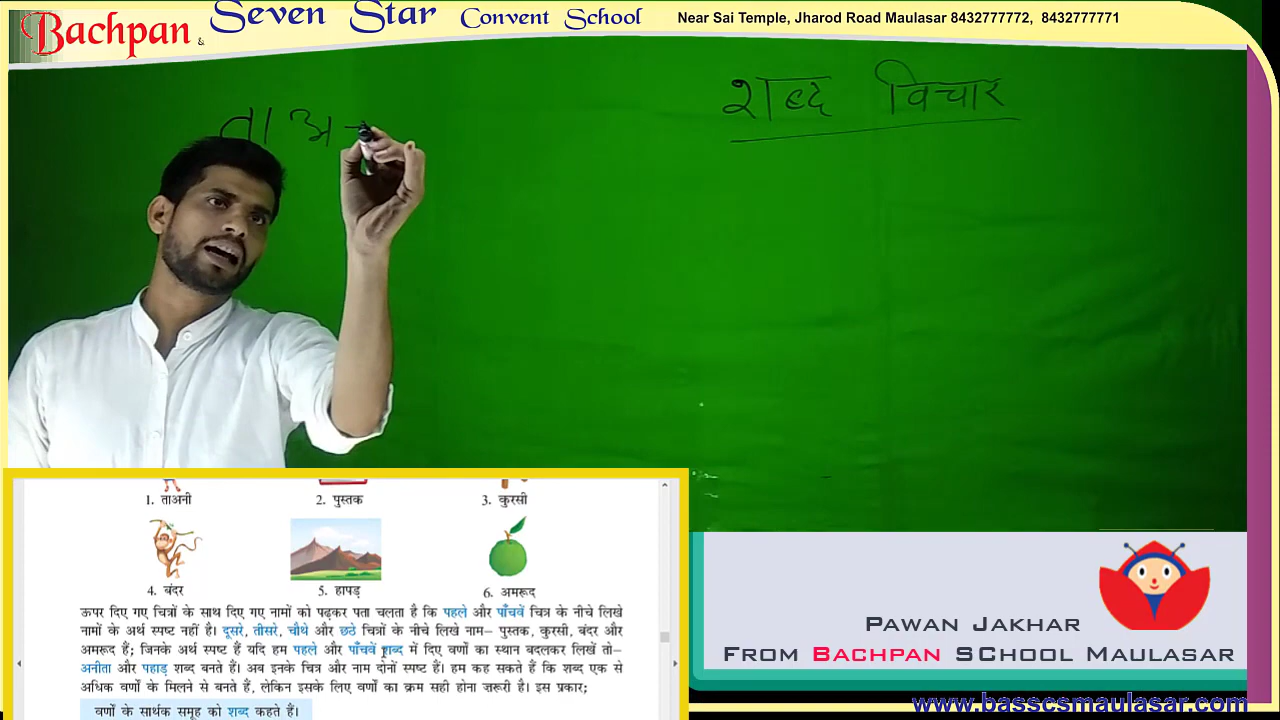 Bachpan & Seven Star Convent School Near Sai Temple, Jharod Road Maulasar 8432777772, 8432777771
शब्द विचार
ता अ
1. ताअनी 2. पुस्तक 3. कुरसी
4. बंदर 5. हापड़ 6. अमरूद
ऊपर दिए गए चित्रों के साथ दिए गए नामों को पढ़कर पता चलता है कि पहले और पाँचवें चित्र के नीचे लिखे
नामों के अर्थ स्पष्ट नहीं है। दूसरे, तीसरे, चौथे और छठे चित्रों के नीचे लिखे नाम– पुस्तक, कुरसी, बंदर और
अमरूद हैं; जिनके अर्थ स्पष्ट हैं यदि हम पहले और पाँचवें शब्द में दिए वर्णों का स्थान बदलकर लिखें तो–
अनीता और पहाड़ शब्द बनते हैं। अब इनके चित्र और नाम दोनों स्पष्ट हैं। हम कह सकते हैं कि शब्द एक से
अधिक वर्णों के मिलने से बनते हैं, लेकिन इसके लिए वर्णों का क्रम सही होना ज़रूरी है। इस प्रकार;
वर्णों के सार्थक समूह को शब्द कहते हैं।
PAWAN JAKHAR
FROM BACHPAN SCHOOL MAULASAR
www.basscsmaulasar.com